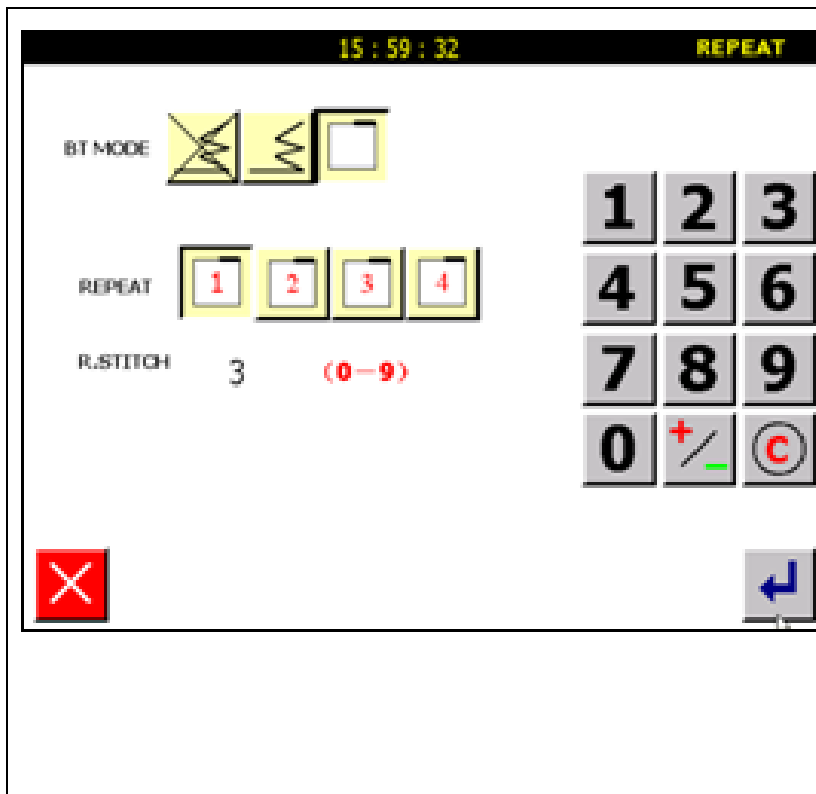 15 : 59 : 32 REPEAT
BT MODE
REPEAT 1 2 3 4
R.STITCH 3 (0−9)
1 2 3
4 5 6
7 8 9
0 +/− C